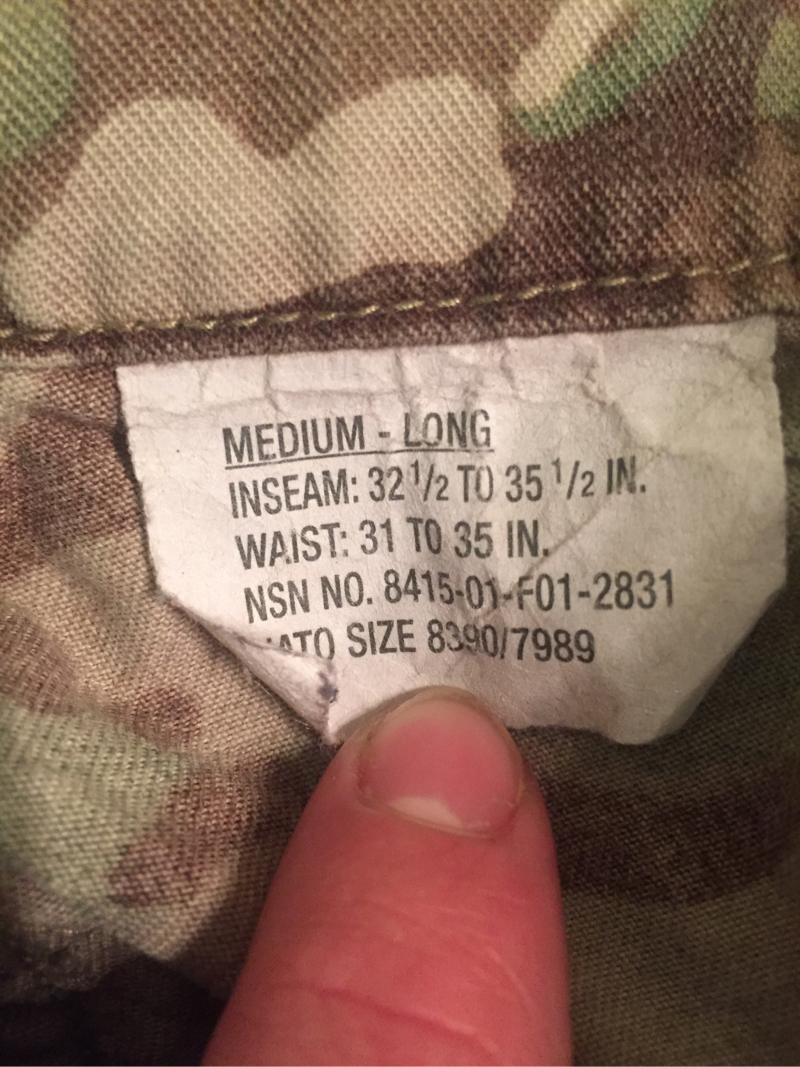 MEDIUM - LONG
INSEAM: 32 1/2 TO 35 1/2 IN.
WAIST: 31 TO 35 IN.
NSN NO. 8415-01-F01-2831
NATO SIZE 8390/7989